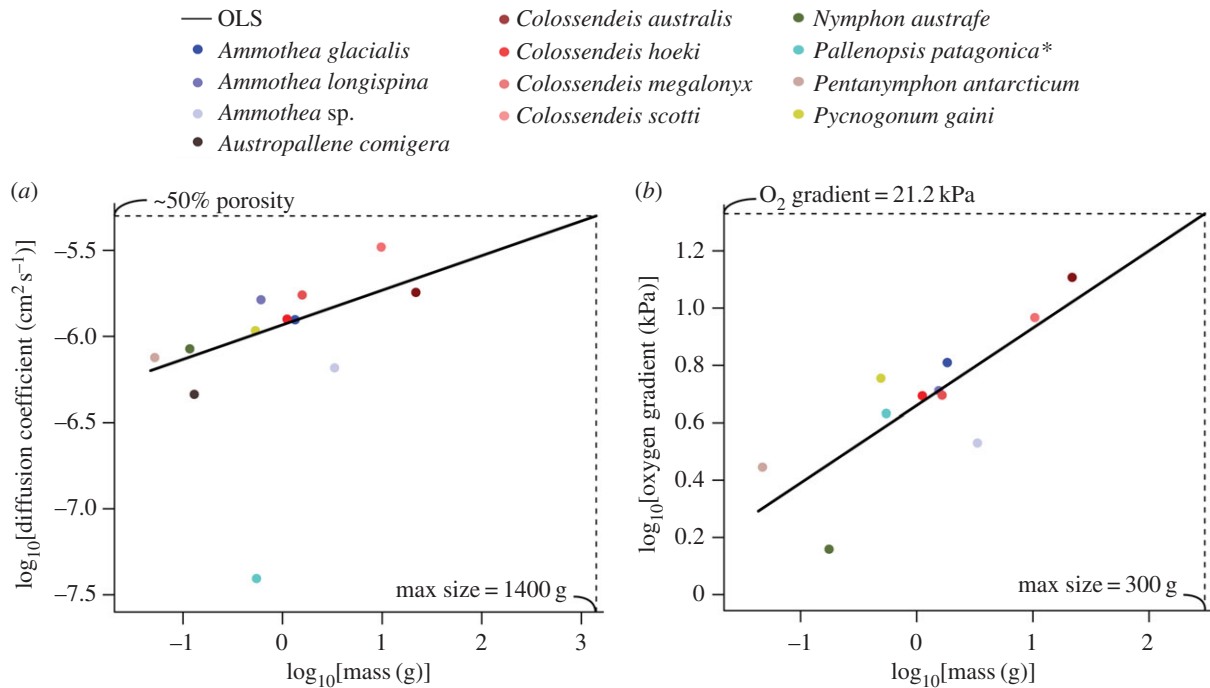 OLS
Ammothea glacialis
Ammothea longispina
Ammothea sp.
Austropallene comigera
Colossendeis australis
Colossendeis hoeki
Colossendeis megalonyx
Colossendeis scotti
Nymphon austrafe
Pallenopsis patagonica*
Pentanymphon antarcticum
Pycnogonum gaini
(a)
~50% porosity
log₁₀[diffusion coefficient (cm² s⁻¹)]
–5.5
–6.0
–6.5
–7.0
–7.5
max size = 1400 g
–1
0
1
2
3
log₁₀[mass (g)]
(b)
O₂ gradient = 21.2 kPa
log₁₀[oxygen gradient (kPa)]
1.2
1.0
0.8
0.6
0.4
0.2
0
max size = 300 g
–1
0
1
2
log₁₀[mass (g)]